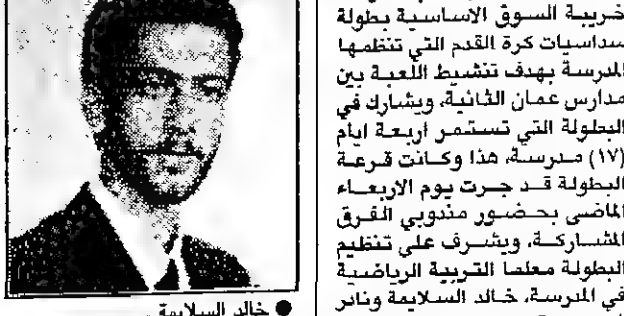 خريبة السوق الاساسية بطولة
سداسيات كرة القدم التي تنظمها
المدرسة بهدف تنشيط اللعبة بين
مدارس عمان الثانية، ويشارك في
البطولة التي تستمر اربعة ايام
(١٧) مدرسة، هذا وكانت قرعة
البطولة قد جرت يوم الاربعاء
الماضي بحضور مندوبي الفرق
المشاركة، ويشرف على تنظيم
البطولة معلما التربية الرياضية
في المدرسة، خالد السلايمة ونائر
● خالد السلايمة